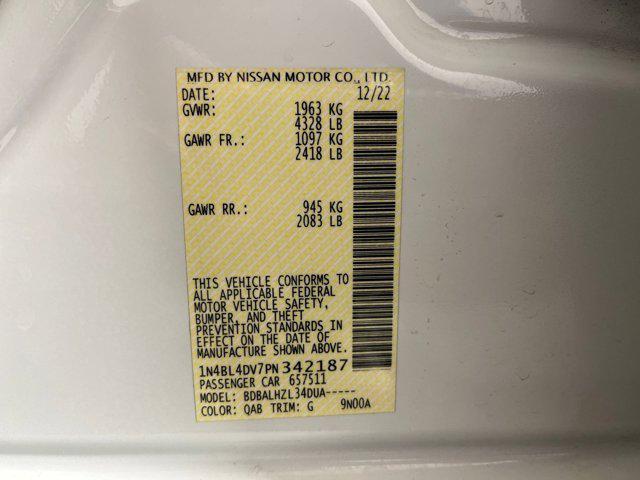 MFD BY NISSAN MOTOR CO., LTD.
DATE: 12/22
GVWR: 1963 KG
4328 LB
GAWR FR.: 1097 KG
2418 LB
GAWR RR.: 945 KG
2083 LB
THIS VEHICLE CONFORMS TO
ALL APPLICABLE FEDERAL
MOTOR VEHICLE SAFETY,
BUMPER, AND THEFT
PREVENTION STANDARDS IN
EFFECT ON THE DATE OF
MANUFACTURE SHOWN ABOVE.
1N4BL4DV7PN342187
PASSENGER CAR 657511
MODEL: BDBALHZL34DUA-----
COLOR: QAB TRIM: G 9N00A